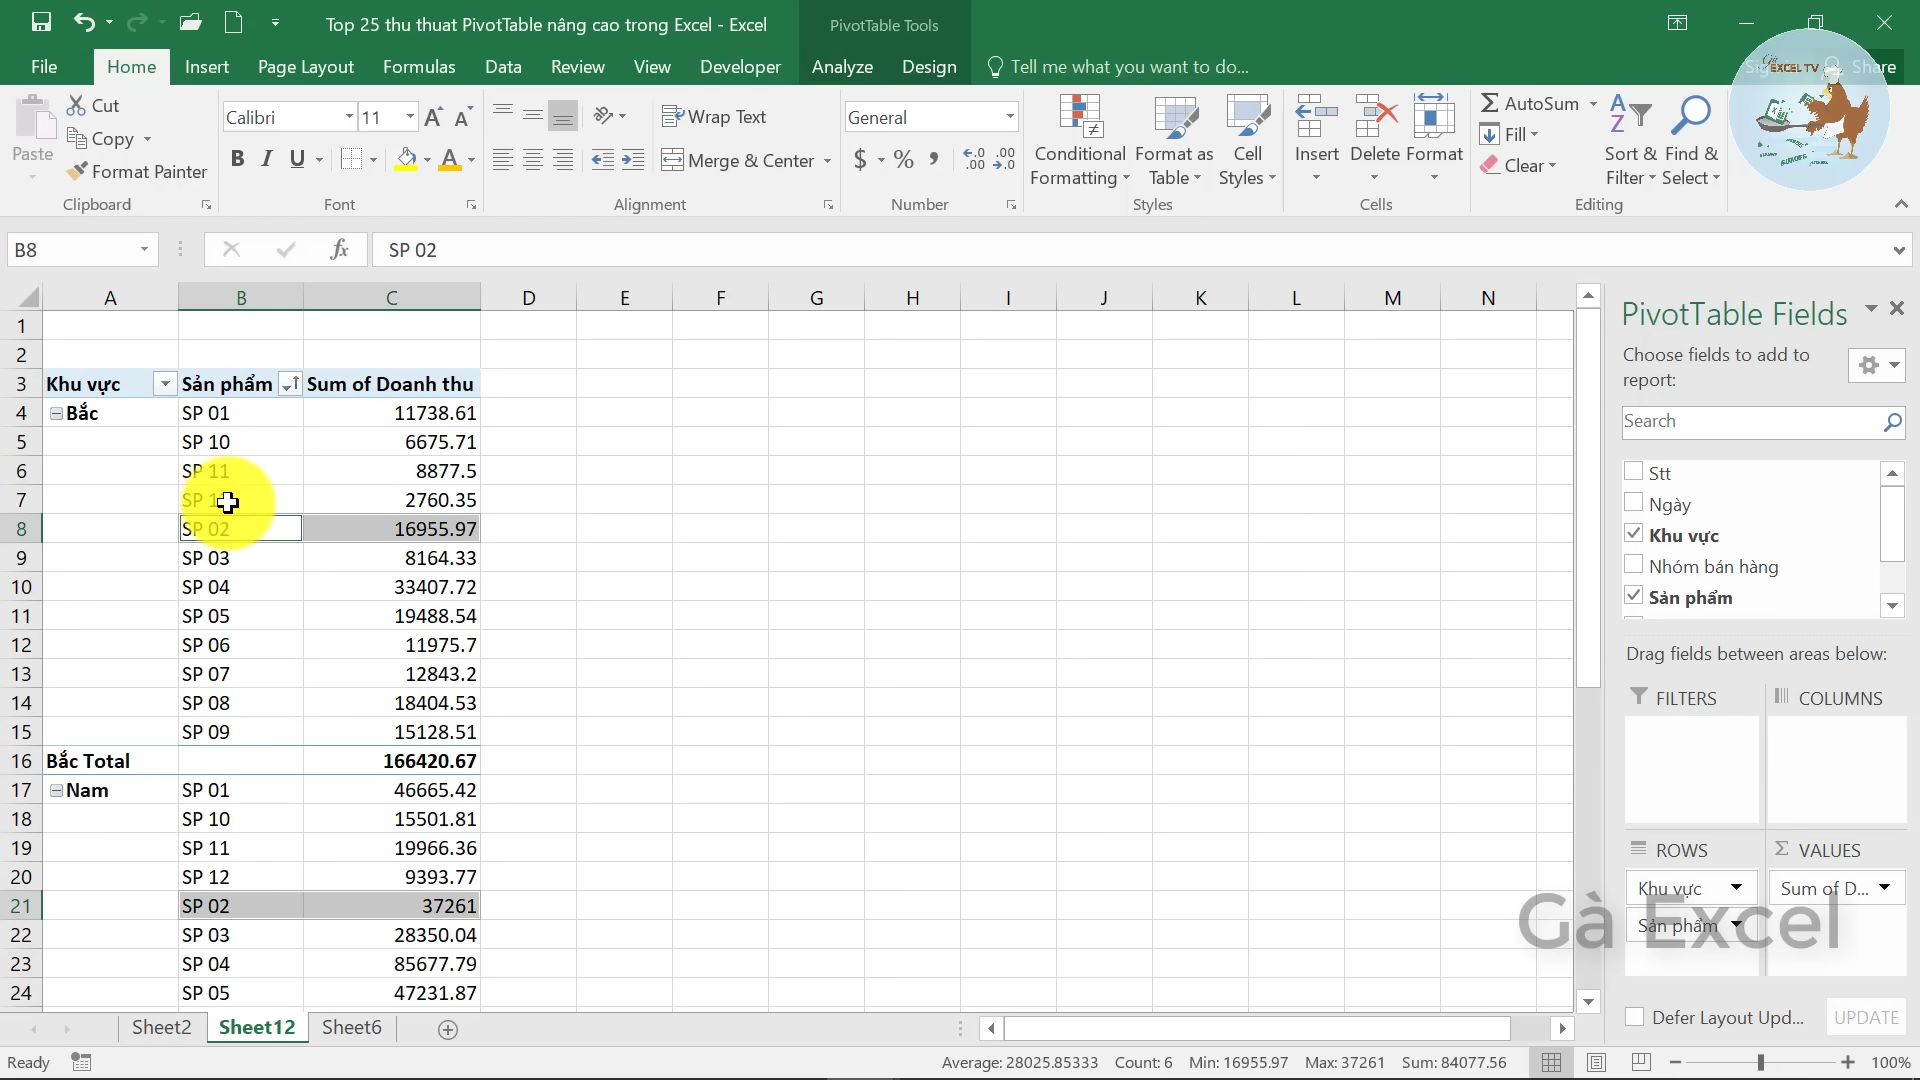 Top 25 thu thuat PivotTable nâng cao trong Excel - Excel
PivotTable Tools
File Home Insert Page Layout Formulas Data Review View Developer Analyze Design Tell me what you want to do... Share
EXCEL TV
Paste
Cut
Copy
Format Painter
Clipboard
Calibri 11
B I U
Font
Wrap Text
Merge & Center
Alignment
General
$ % ,
Number
Conditional Formatting
Format as Table
Cell Styles
Styles
Insert
Delete
Format
Cells
AutoSum
Fill
Clear
Sort & Filter
Find & Select
Editing
B8 fx SP 02
A B C D E F G H I J K L M N
1
2
3 Khu vực Sản phẩm Sum of Doanh thu
4 Bắc SP 01 11738.61
5 SP 10 6675.71
6 SP 11 8877.5
7 SP 2760.35
8 SP 02 16955.97
9 SP 03 8164.33
10 SP 04 33407.72
11 SP 05 19488.54
12 SP 06 11975.7
13 SP 07 12843.2
14 SP 08 18404.53
15 SP 09 15128.51
16 Bắc Total 166420.67
17 Nam SP 01 46665.42
18 SP 10 15501.81
19 SP 11 19966.36
20 SP 12 9393.77
21 SP 02 37261
22 SP 03 28350.04
23 SP 04 85677.79
24 SP 05 47231.87
PivotTable Fields
Choose fields to add to
report:
Search
Stt
Ngày
Khu vực
Nhóm bán hàng
Sản phẩm
Drag fields between areas below:
FILTERS COLUMNS
ROWS VALUES
Khu vực Sum of D...
Sản phẩm
Gà Excel
Defer Layout Upd... UPDATE
Sheet2 Sheet12 Sheet6
Ready Average: 28025.85333 Count: 6 Min: 16955.97 Max: 37261 Sum: 84077.56 100%